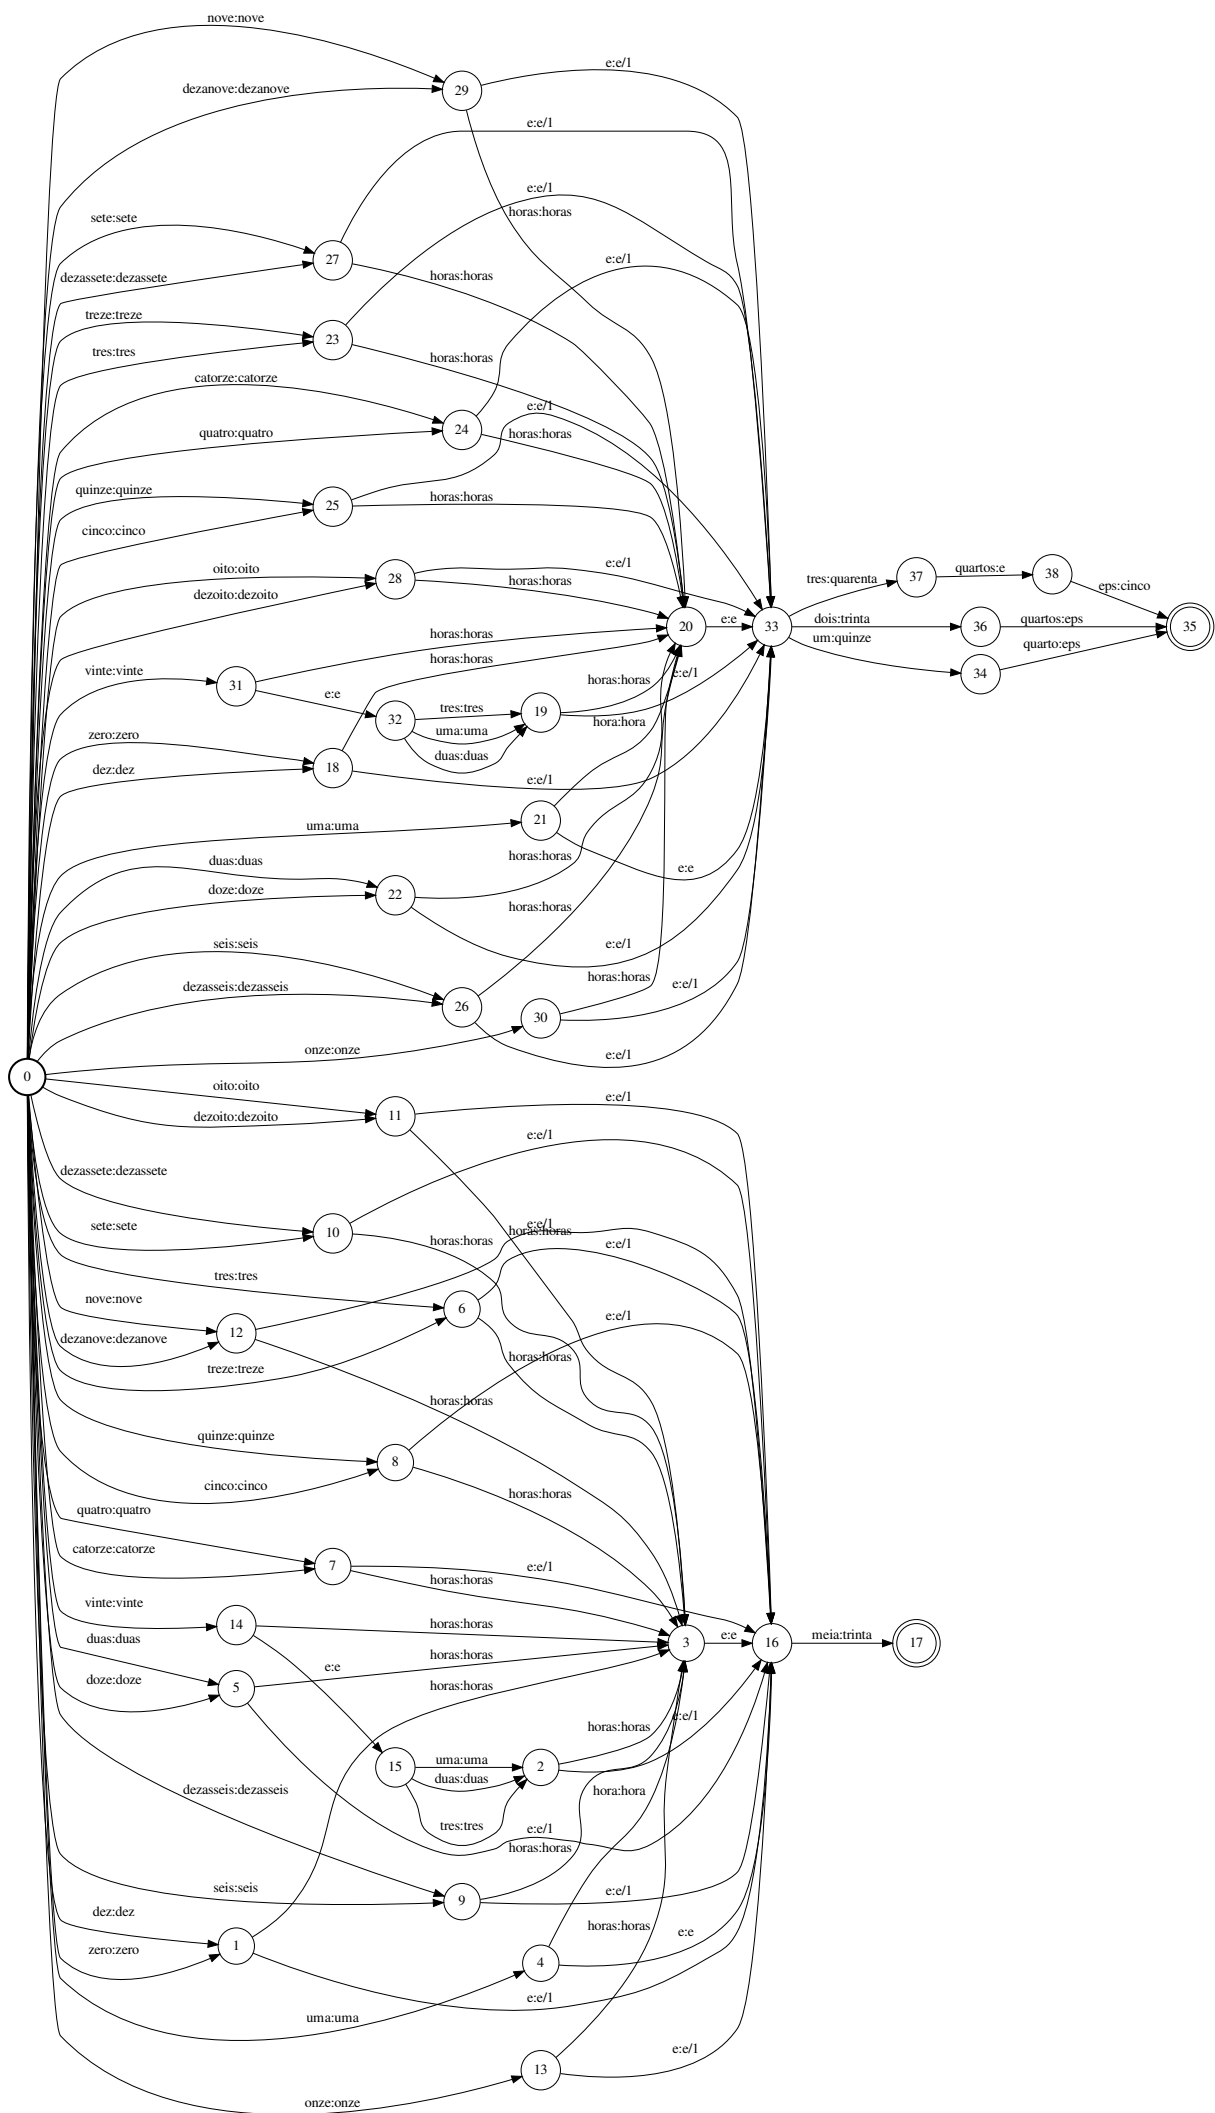 nove:nove
e:e/1
dezanove:dezanove
29
e:e/1
e:e/1
horas:horas
sete:sete
27
dezassete:dezassete
horas:horas
e:e/1
treze:treze
23
tres:tres
horas:horas
catorze:catorze
e:e/1
quatro:quatro
24
horas:horas
quinze:quinze
horas:horas
25
cinco:cinco
oito:oito
e:e/1
28
horas:horas
dezoito:dezoito
tres:quarenta
37
quartos:e
38
eps:cinco
horas:horas
20
e:e
33
dois:trinta
36
quartos:eps
35
um:quinze
quarto:eps
34
horas:horas
vinte:vinte
31
e:e
horas:horas
e:e/1
32
tres:tres
19
uma:uma
duas:duas
hora:hora
zero:zero
18
dez:dez
e:e/1
uma:uma
21
horas:horas
e:e
duas:duas
22
doze:doze
horas:horas
e:e/1
seis:seis
horas:horas
e:e/1
dezasseis:dezasseis
26
30
onze:onze
e:e/1
0
oito:oito
e:e/1
dezoito:dezoito
11
e:e/1
dezassete:dezassete
sete:sete
10
horas:horas
horas:horas
e:e/1
e:e/1
tres:tres
6
nove:nove
12
dezanove:dezanove
e:e/1
treze:treze
horas:horas
horas:horas
quinze:quinze
8
cinco:cinco
horas:horas
quatro:quatro
catorze:catorze
7
e:e/1
horas:horas
vinte:vinte
14
horas:horas
3
e:e
16
meia:trinta
17
duas:duas
e:e
horas:horas
doze:doze
5
horas:horas
horas:horas
e:e/1
15
uma:uma
2
duas:duas
hora:hora
dezasseis:dezasseis
tres:tres
e:e/1
horas:horas
seis:seis
9
e:e/1
dez:dez
1
horas:horas
e:e
zero:zero
4
e:e/1
uma:uma
13
e:e/1
onze:onze